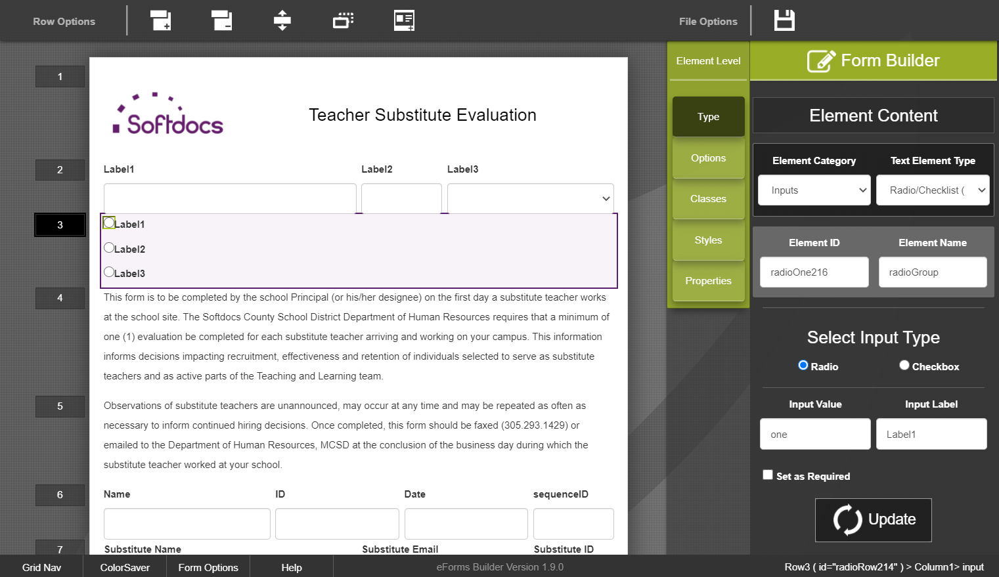 Row Options
File Options
Element Level
Form Builder
1
Softdocs
Teacher Substitute Evaluation
Type
Element Content
Options
Element Category
Text Element Type
2
Label1
Label2
Label3
Inputs
Radio/Checklist (
Classes
3
Label1
Label2
Label3
Styles
Element ID
Element Name
radioOne216
radioGroup
Properties
4
This form is to be completed by the school Principal (or his/her designee) on the first day a substitute teacher works
at the school site. The Softdocs County School District Department of Human Resources requires that a minimum of
one (1) evaluation be completed for each substitute teacher arriving and working on your campus. This information
informs decisions impacting recruitment, effectiveness and retention of individuals selected to serve as substitute
teachers and as active parts of the Teaching and Learning team.
Select Input Type
Radio
Checkbox
5
Observations of substitute teachers are unannounced, may occur at any time and may be repeated as often as
necessary to inform continued hiring decisions. Once completed, this form should be faxed (305.293.1429) or
emailed to the Department of Human Resources, MCSD at the conclusion of the business day during which the
substitute teacher worked at your school.
Input Value
Input Label
one
Label1
Set as Required
6
Name
ID
Date
sequenceID
Update
7
Substitute Name
Substitute Email
Substitute ID
Grid Nav
ColorSaver
Form Options
Help
eForms Builder Version 1.9.0
Row3 ( id="radioRow214" ) > Column1> input